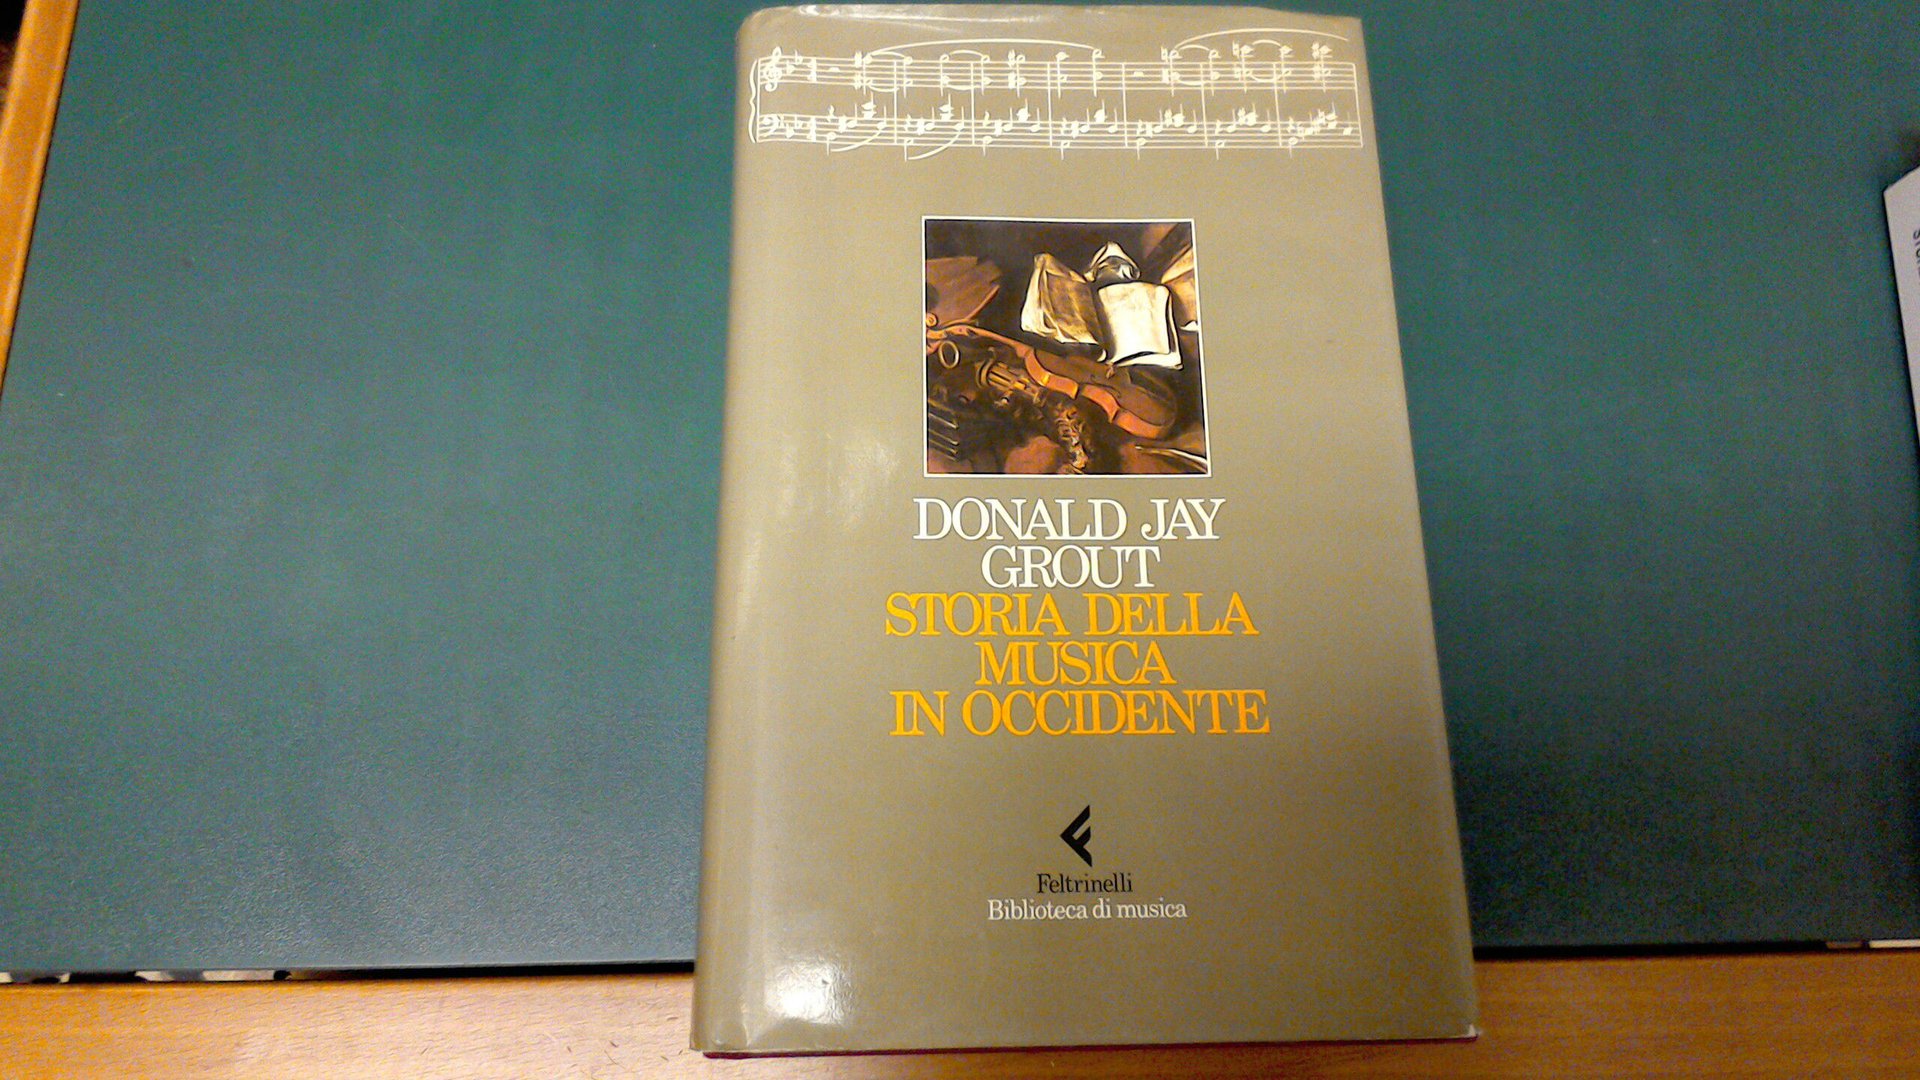 DONALD JAY
GROUT
STORIA DELLA
MUSICA
IN OCCIDENTE
Feltrinelli
Biblioteca di musica